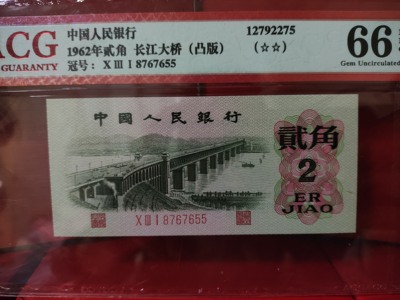 ACG
GUARANTY
中国人民银行
1962年贰角 长江大桥（凸版）
冠号：X III I 8767655
12792275
(☆☆)
66
Gem Uncirculated
中國人民銀行
貳角
2
ER
JIAO
X III I 8767655